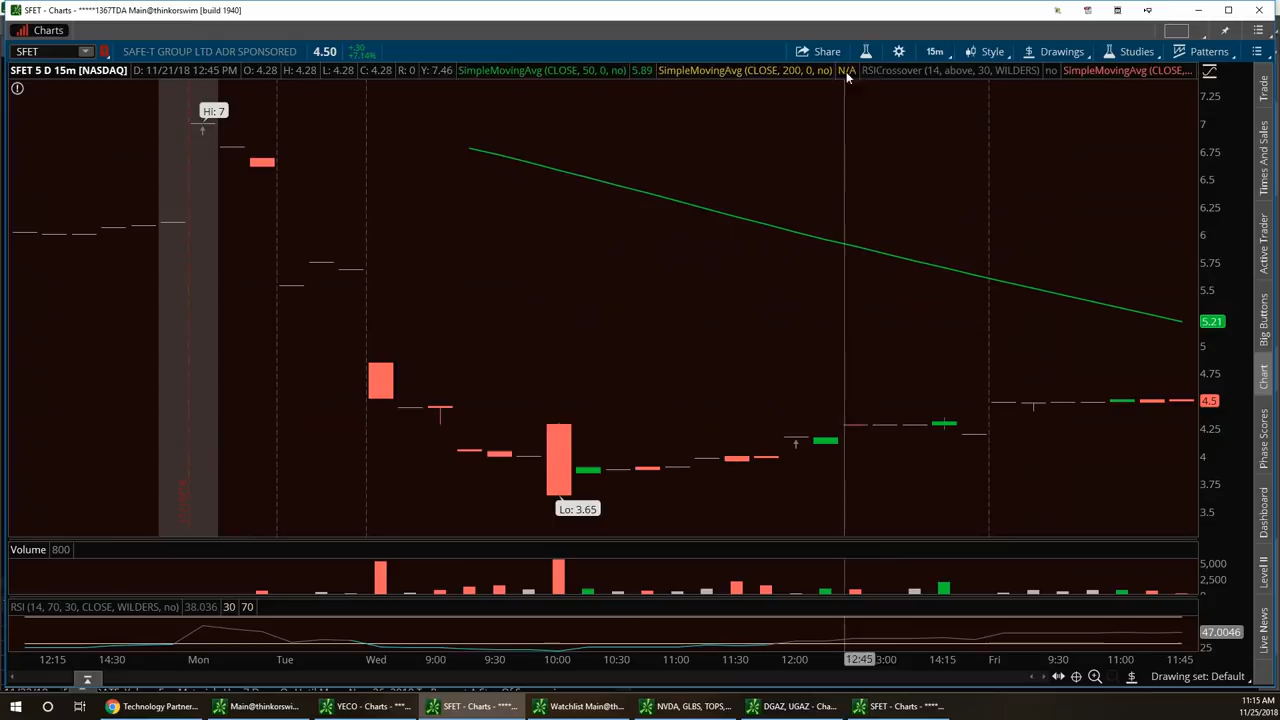 SFET - Charts - *****1367TDA Main@thinkorswim [build 1940]
Charts
SFET SAFE-T GROUP LTD ADR SPONSORED 4.50 +.30 +7.14% Share 15m Style Drawings Studies Patterns
SFET 5 D 15m [NASDAQ] D: 11/21/18 12:45 PM O: 4.28 H: 4.28 L: 4.28 C: 4.28 R: 0 Y: 7.46 SimpleMovingAvg (CLOSE, 50, 0, no) 5.89 SimpleMovingAvg (CLOSE, 200, 0, no) N/A RSICrossover (14, above, 30, WILDERS) no SimpleMovingAvg (CLOSE,...
Hi: 7
Lo: 3.65
7.25
7
6.75
6.5
6.25
6
5.75
5.5
5.21
5
4.75
4.5
4.25
4
3.75
3.5
Volume 800
5,000
2,500
RSI (14, 70, 30, CLOSE, WILDERS, no) 38.036 30 70
47.0046
25
12:15 14:30 Mon Tue Wed 9:00 9:30 10:00 10:30 11:00 11:30 12:00 12:45 3:00 14:15 Fri 9:30 11:00 11:45
Drawing set: Default
Trade
Times And Sales
Active Trader
Big Buttons
Chart
Phase Scores
Dashboard
Level II
Live News
Technology Partner...
Main@thinkorswi...
YECO - Charts - ***...
SFET - Charts - ****...
Watchlist Main@th...
NVDA, GLBS, TOPS,...
DGAZ, UGAZ - Chart...
SFET - Charts - ****...
11:15 AM
11/25/2018